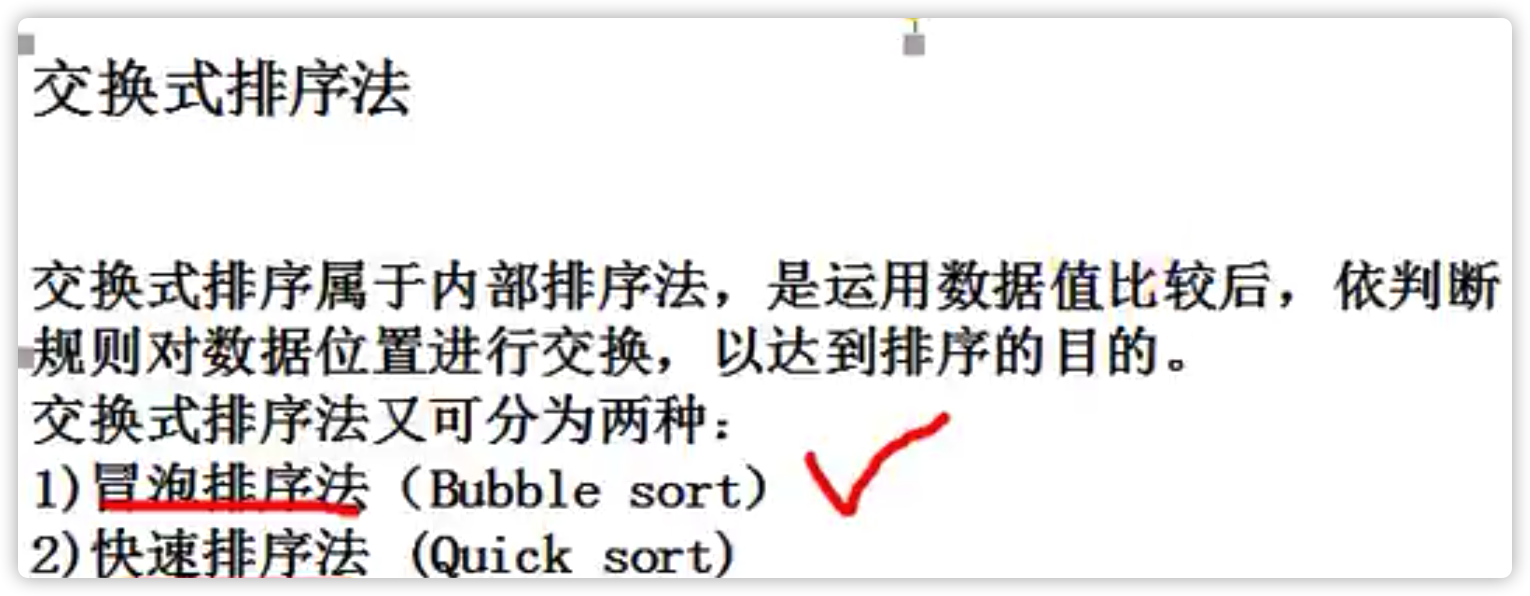 交换式排序法
交换式排序属于内部排序法，是运用数据值比较后，依判断
规则对数据位置进行交换，以达到排序的目的。
交换式排序法又可分为两种：
1)冒泡排序法（Bubble sort）
2)快速排序法 (Quick sort)